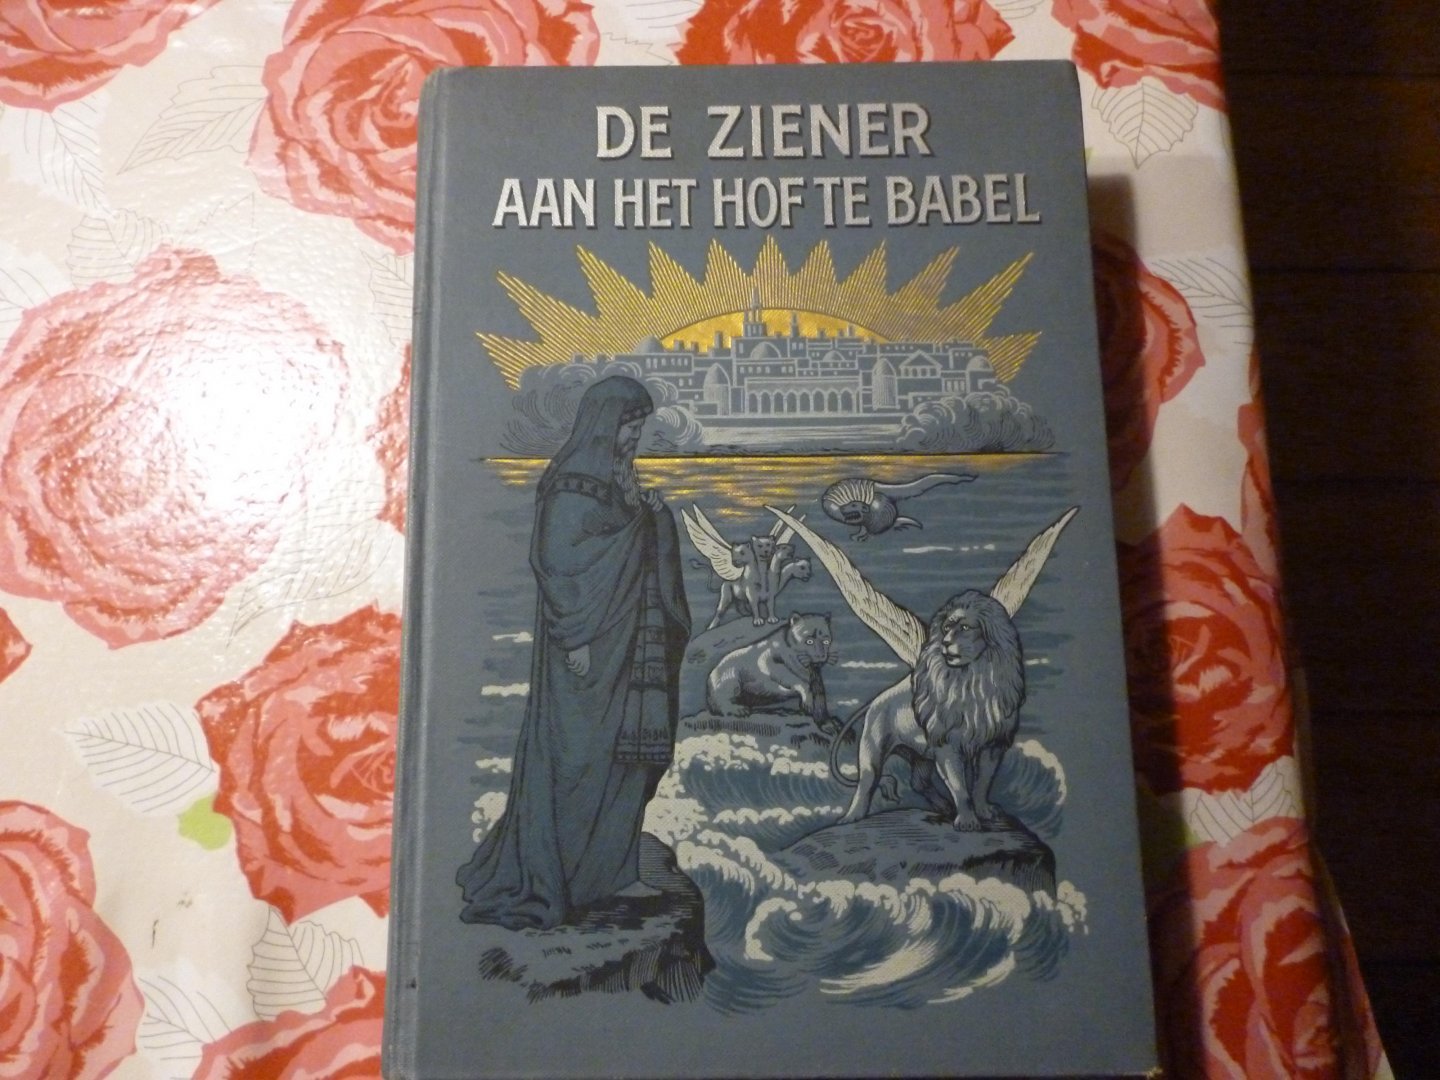 DE ZIENER
AAN HET HOF TE BABEL